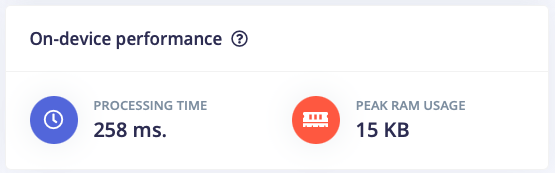 On-device performance
PROCESSING TIME
258 ms.
PEAK RAM USAGE
15 KB